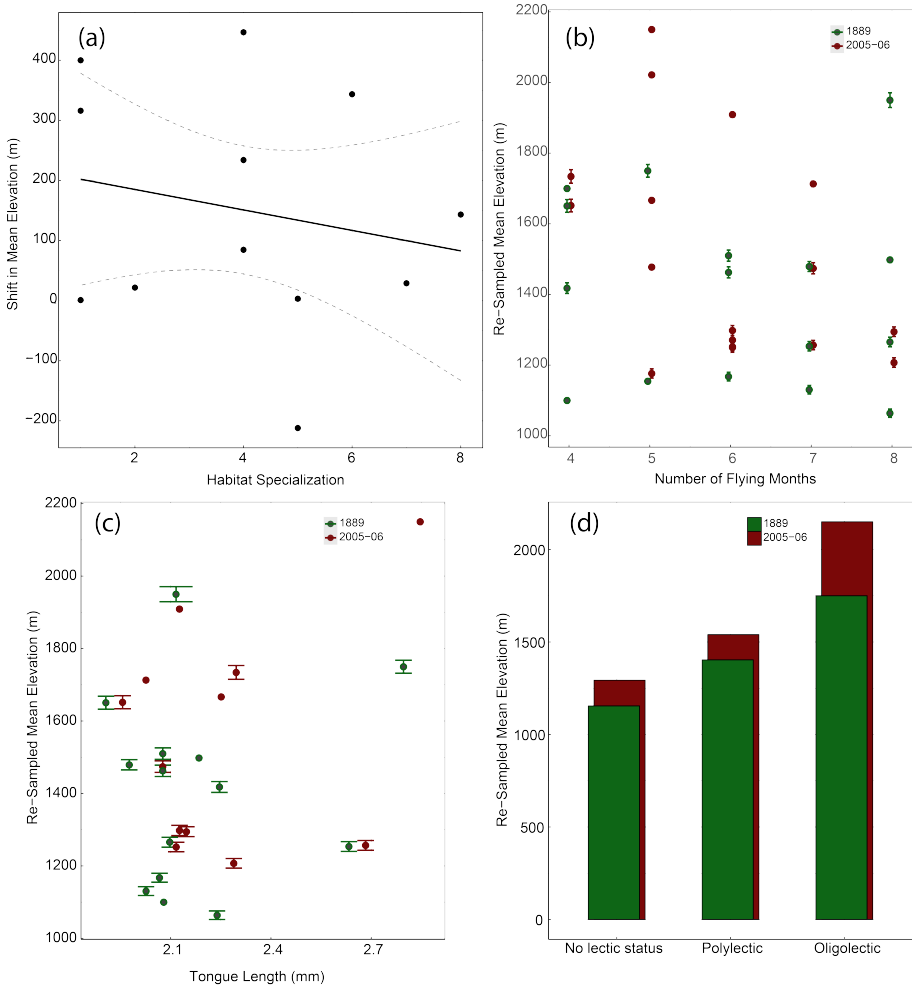 (a)
400
300
200
100
0
−100
−200
Shift in Mean Elevation (m)
2 4 6 8
Habitat Specialization
(b)
1889
2005−06
2200
2000
1800
1600
1400
1200
1000
Re−Sampled Mean Elevation (m)
4 5 6 7 8
Number of Flying Months
(c)
1889
2005−06
2200
2000
1800
1600
1400
1200
1000
Re−Sampled Mean Elevation (m)
2.1 2.4 2.7
Tongue Length (mm)
(d)
1889
2005−06
2000
1500
1000
500
0
Re−Sampled Mean Elevation (m)
No lectic status Polylectic Oligolectic